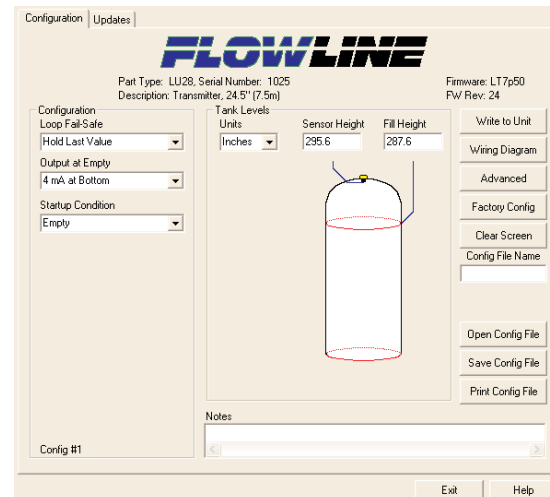 Configuration Updates
FLOWLINE
Part Type: LU28, Serial Number: 1025
Firmware: LT7p50
Description: Transmitter, 24.5" (7.5m)
FW Rev: 24
Configuration
Loop Fail-Safe
Hold Last Value
Output at Empty
4 mA at Bottom
Startup Condition
Empty
Config #1
Tank Levels
Units Sensor Height Fill Height
Inches 295.6 287.6
Notes
Write to Unit
Wiring Diagram
Advanced
Factory Config
Clear Screen
Config File Name
Open Config File
Save Config File
Print Config File
Exit Help